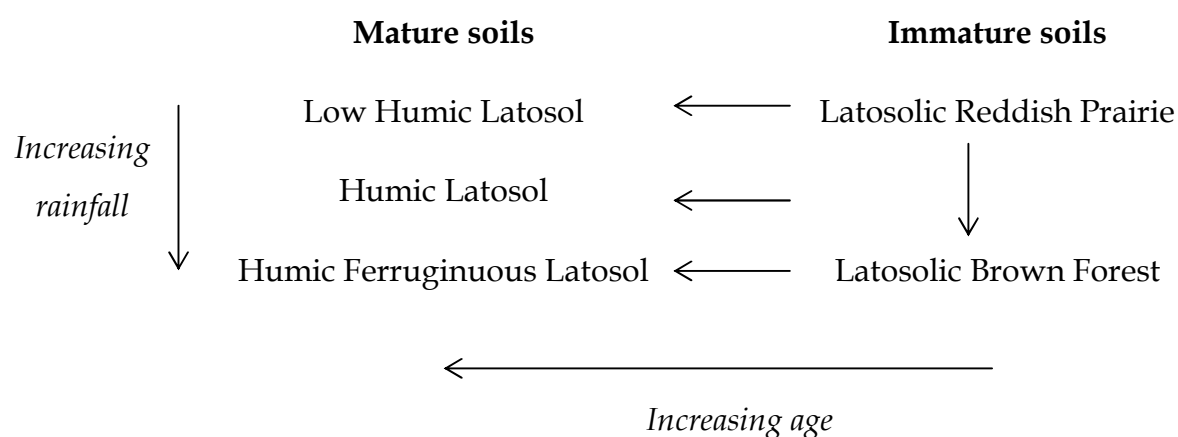 Mature soils Immature soils
Low Humic Latosol Latosolic Reddish Prairie
Increasing
rainfall
Humic Latosol
Humic Ferruginuous Latosol Latosolic Brown Forest
Increasing age